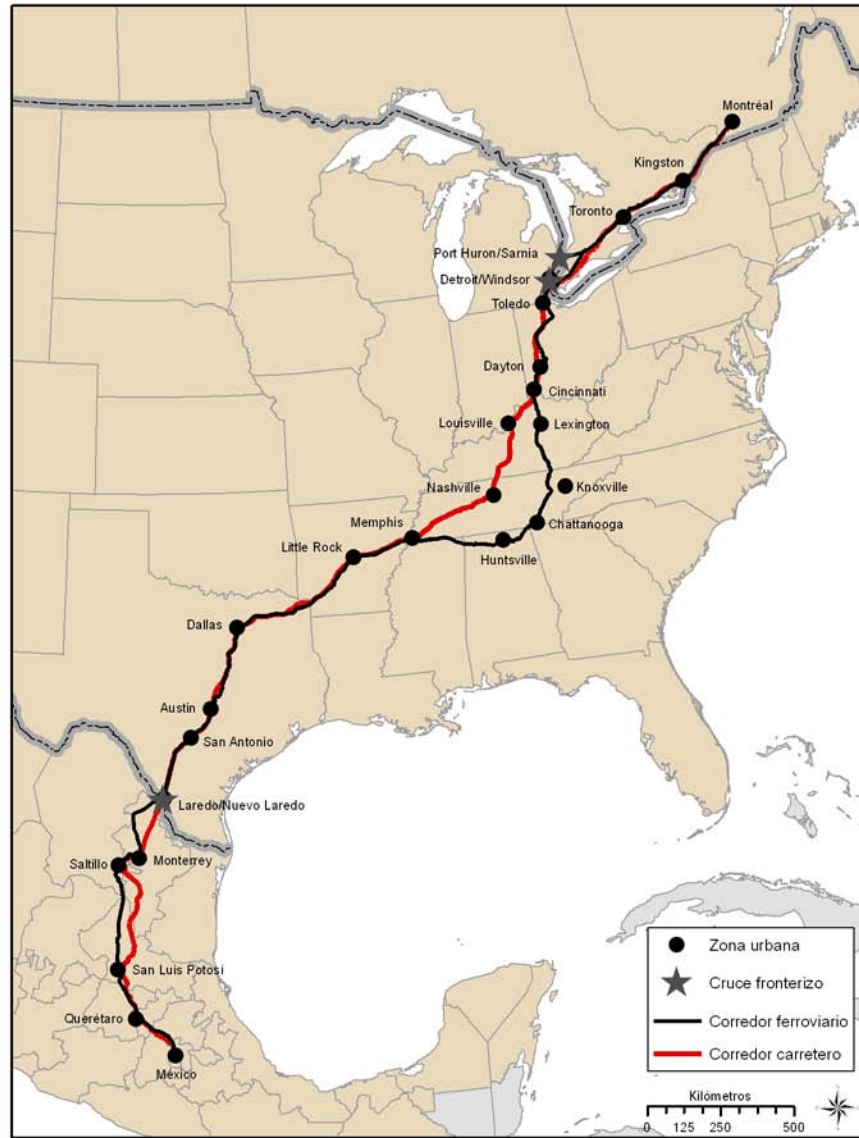 Montréal
Kingston
Toronto
Port Huron/Sarnia
Detroit/Windsor
Toledo
Dayton
Cincinnati
Louisville
Lexington
Nashville
Knoxville
Memphis
Chattanooga
Little Rock
Huntsville
Dallas
Austin
San Antonio
Laredo/Nuevo Laredo
Saltillo
Monterrey
San Luis Potosí
Querétaro
México
Zona urbana
Cruce fronterizo
Corredor ferroviario
Corredor carretero
Kilómetros
0 125 250 500